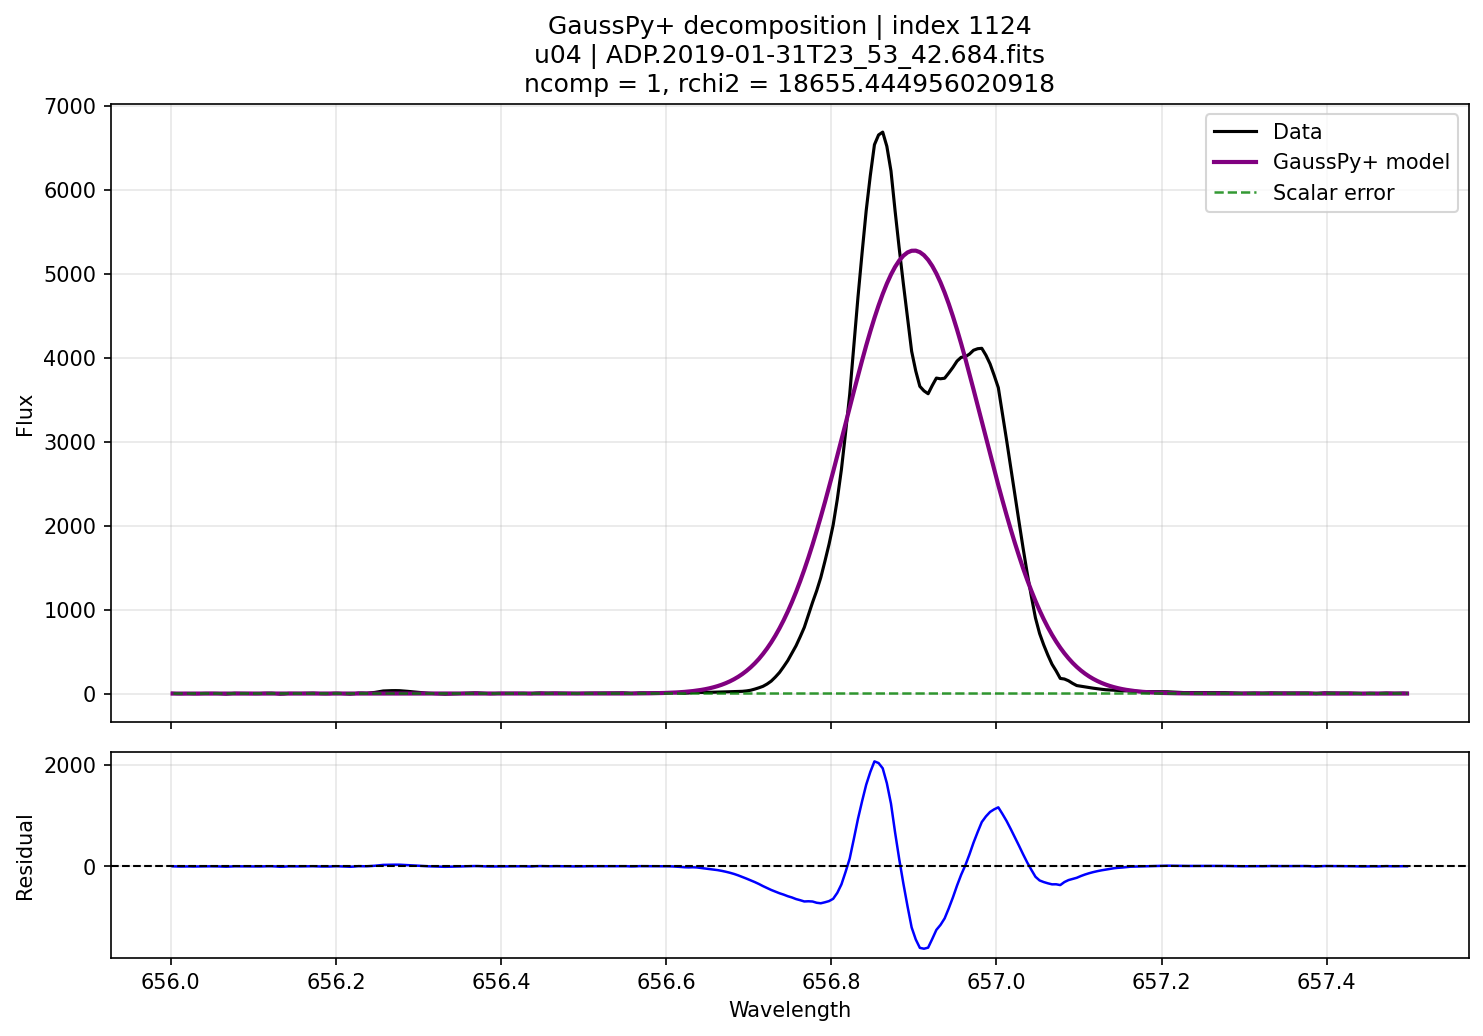 GaussPy+ decomposition | index 1124
u04 | ADP.2019-01-31T23_53_42.684.fits
ncomp = 1, rchi2 = 18655.444956020918
7000
6000
5000
4000
3000
2000
1000
0
Flux
Data
GaussPy+ model
Scalar error
2000
0
Residual
656.0
656.2
656.4
656.6
656.8
657.0
657.2
657.4
Wavelength